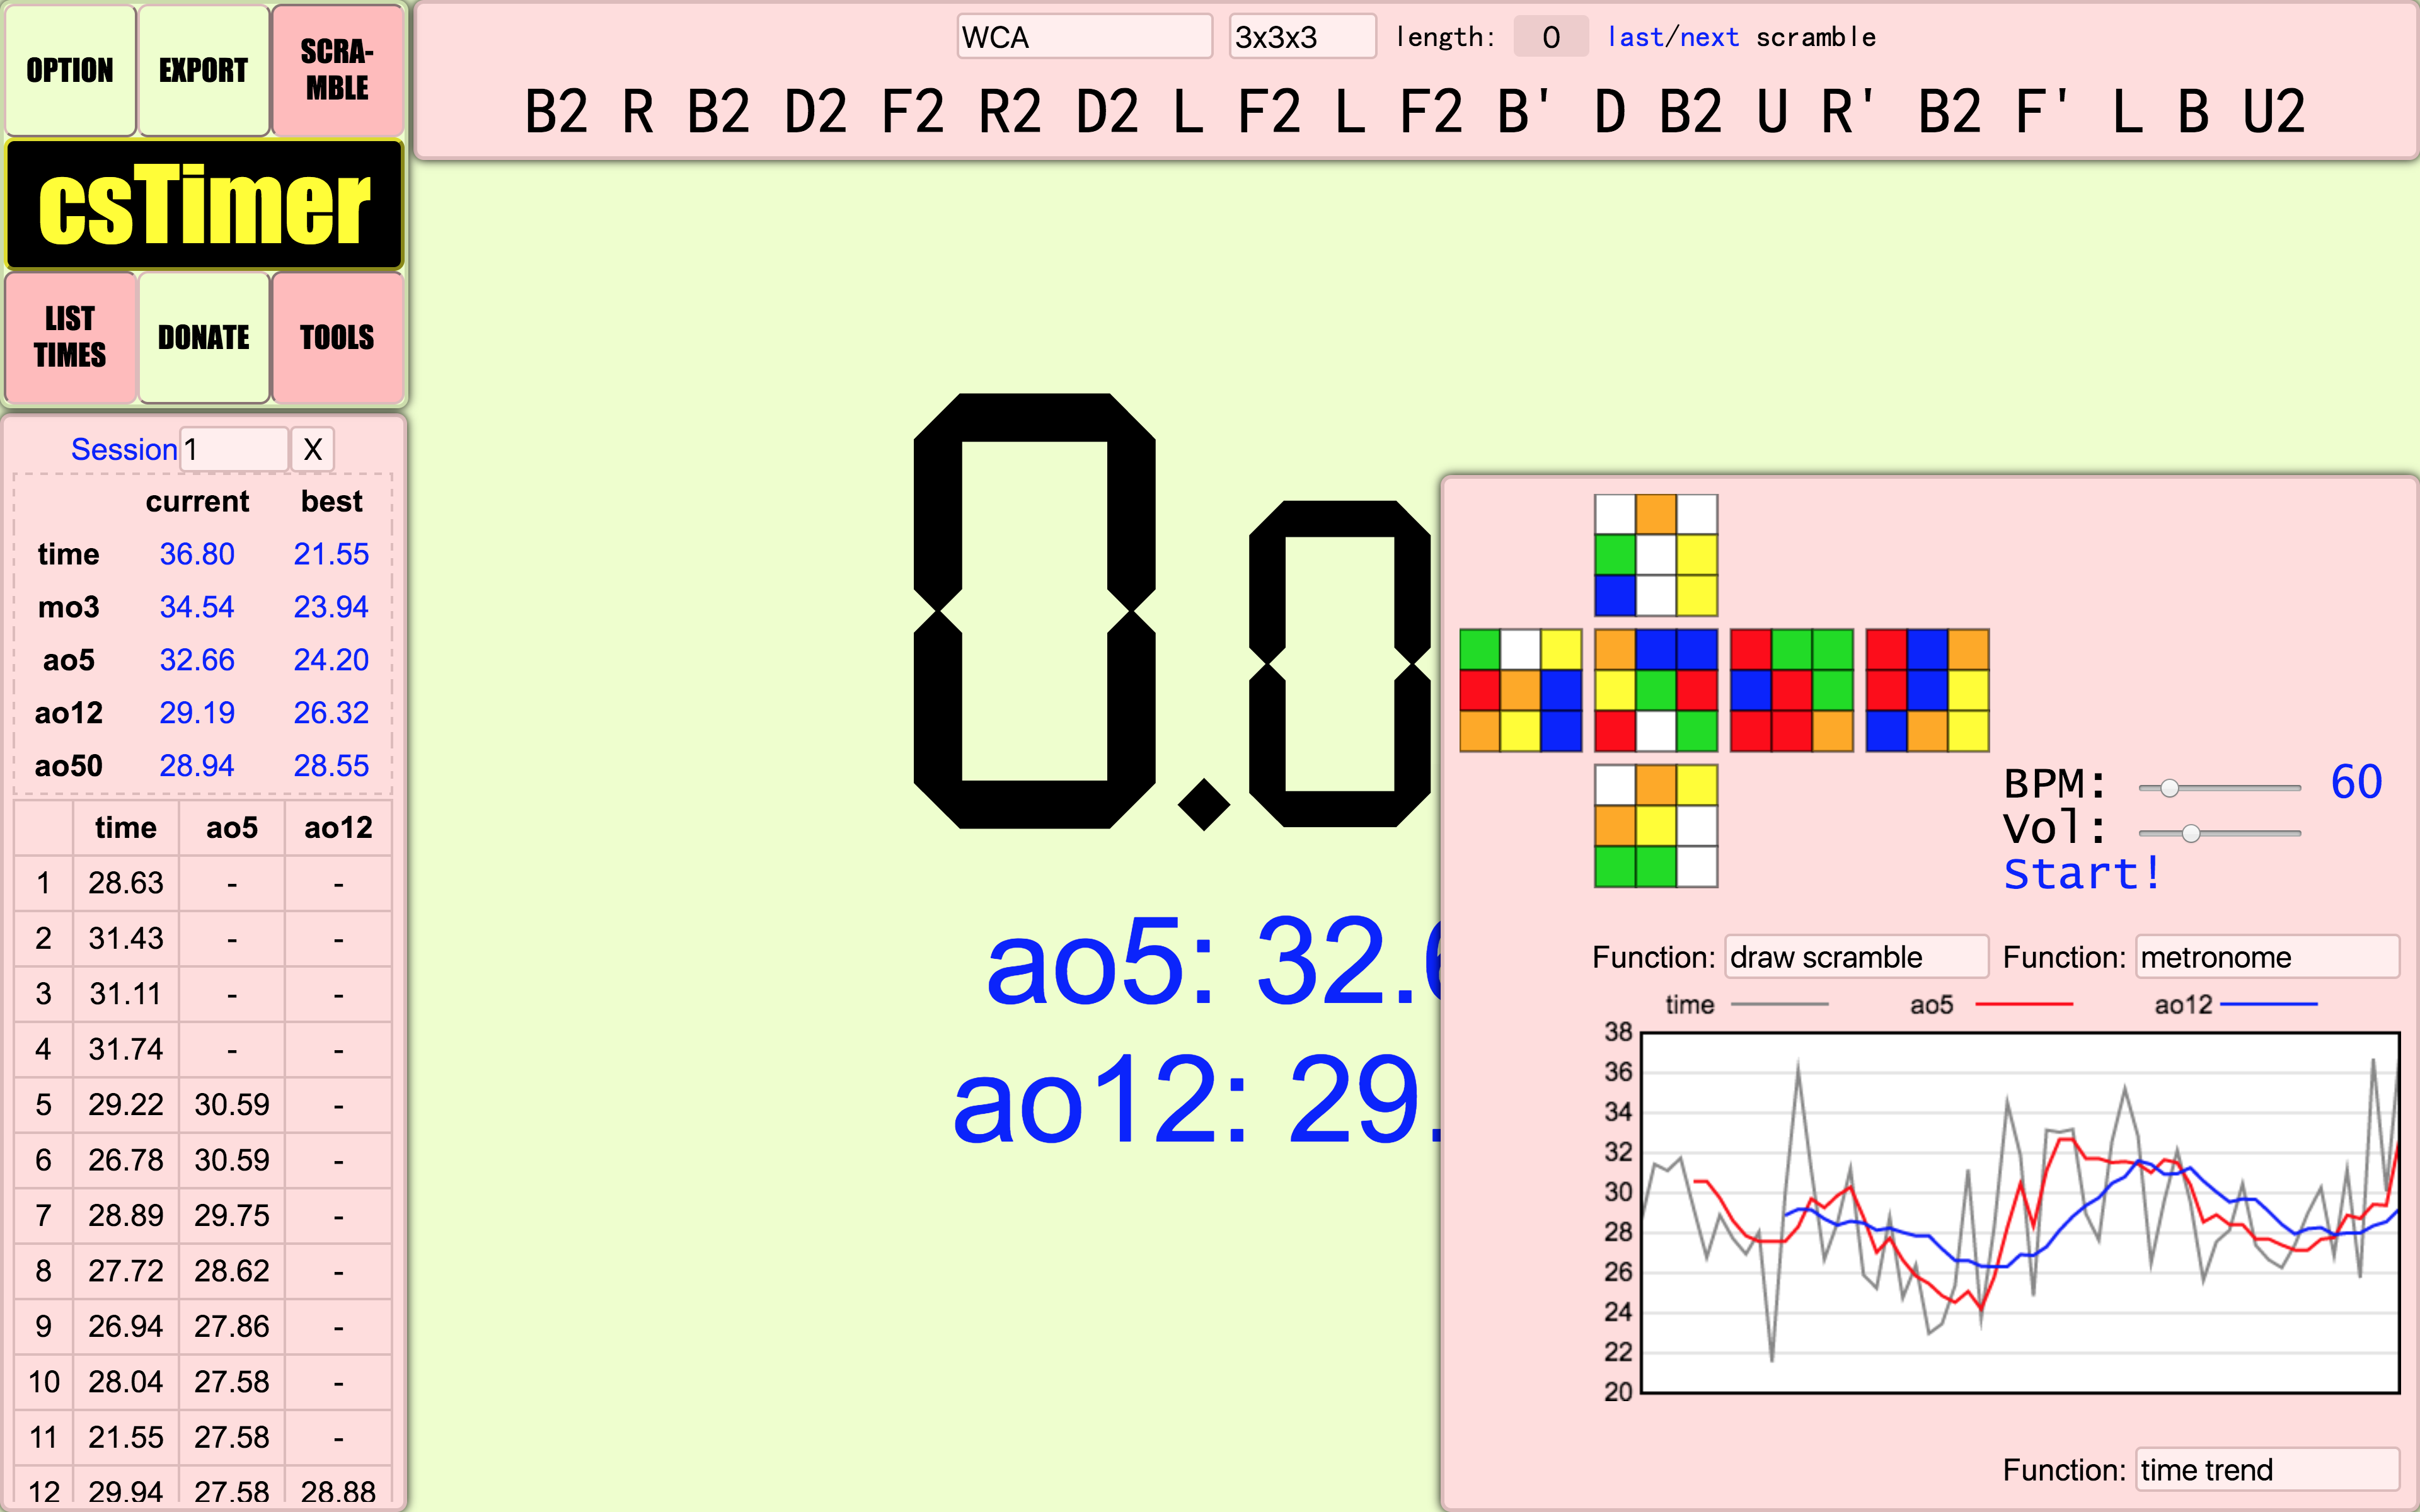 OPTION
EXPORT
SCRA-
MBLE
csTimer
LIST
TIMES
DONATE
TOOLS
WCA 3x3x3 length: 0 last/next scramble
B2 R B2 D2 F2 R2 D2 L F2 L F2 B' D B2 U R' B2 F' L B U2
Session 1 X
current best
time 36.80 21.55
mo3 34.54 23.94
ao5 32.66 24.20
ao12 29.19 26.32
ao50 28.94 28.55
time ao5 ao12
1 28.63 - -
2 31.43 - -
3 31.11 - -
4 31.74 - -
5 29.22 30.59 -
6 26.78 30.59 -
7 28.89 29.75 -
8 27.72 28.62 -
9 26.94 27.86 -
10 28.04 27.58 -
11 21.55 27.58 -
12 29.94 27.58 28.88
0.0
ao5: 32.6
ao12: 29.
BPM: 60
Vol:
Start!
Function: draw scramble Function: metronome
time ao5 ao12
38
36
34
32
30
28
26
24
22
20
Function: time trend